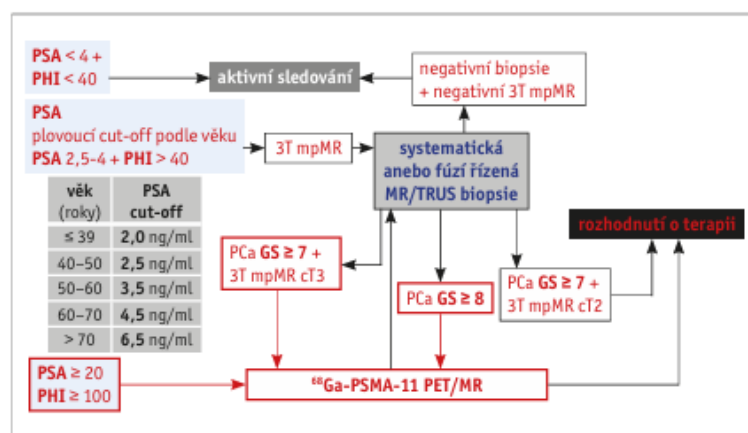 PSA < 4 +
PHI < 40
aktivní sledování
negativní biopsie
+ negativní 3T mpMR
PSA
plovoucí cut-off podle věku
PSA 2,5-4 + PHI > 40
3T mpMR
systematická
anebo fúzí řízená
MR/TRUS biopsie
věk PSA
(roky) cut-off
≤ 39 2,0 ng/ml
40–50 2,5 ng/ml
50–60 3,5 ng/ml
60–70 4,5 ng/ml
> 70 6,5 ng/ml
rozhodnutí o terapii
PCa GS ≥ 7 +
3T mpMR cT3
PCa GS ≥ 8
PCa GS ≥ 7 +
3T mpMR cT2
PSA ≥ 20
PHI ≥ 100
⁶⁸Ga-PSMA-11 PET/MR